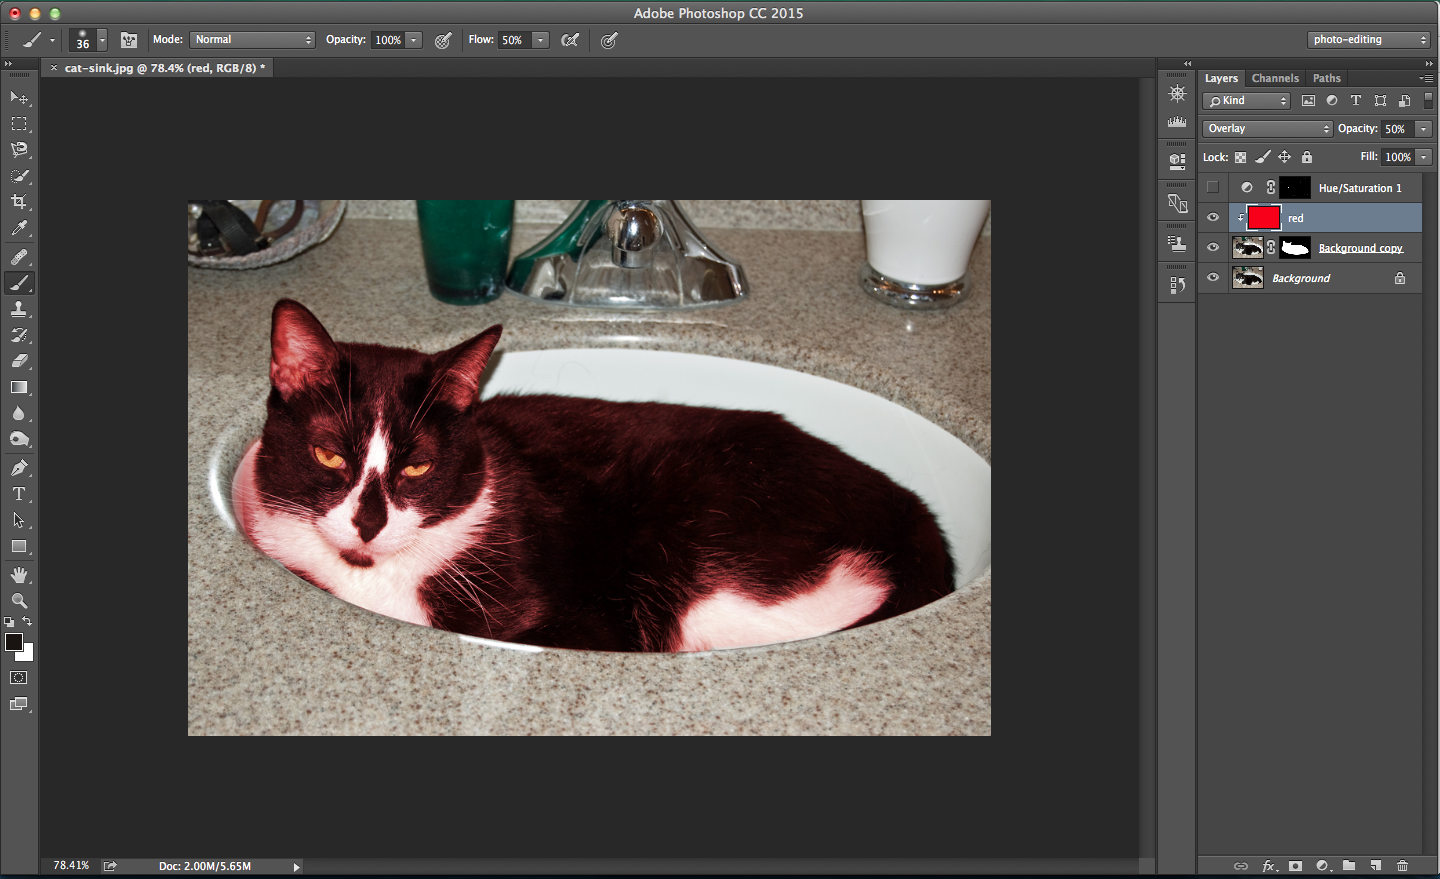 Adobe Photoshop CC 2015
36 Mode: Normal Opacity: 100% Flow: 50% photo-editing
× cat-sink.jpg @ 78.4% (red, RGB/8) *
Layers Channels Paths
Kind T
Overlay Opacity: 50%
Lock: Fill: 100%
Hue/Saturation 1
red
Background copy
Background
T
78.41% Doc: 2.00M/5.65M
fx